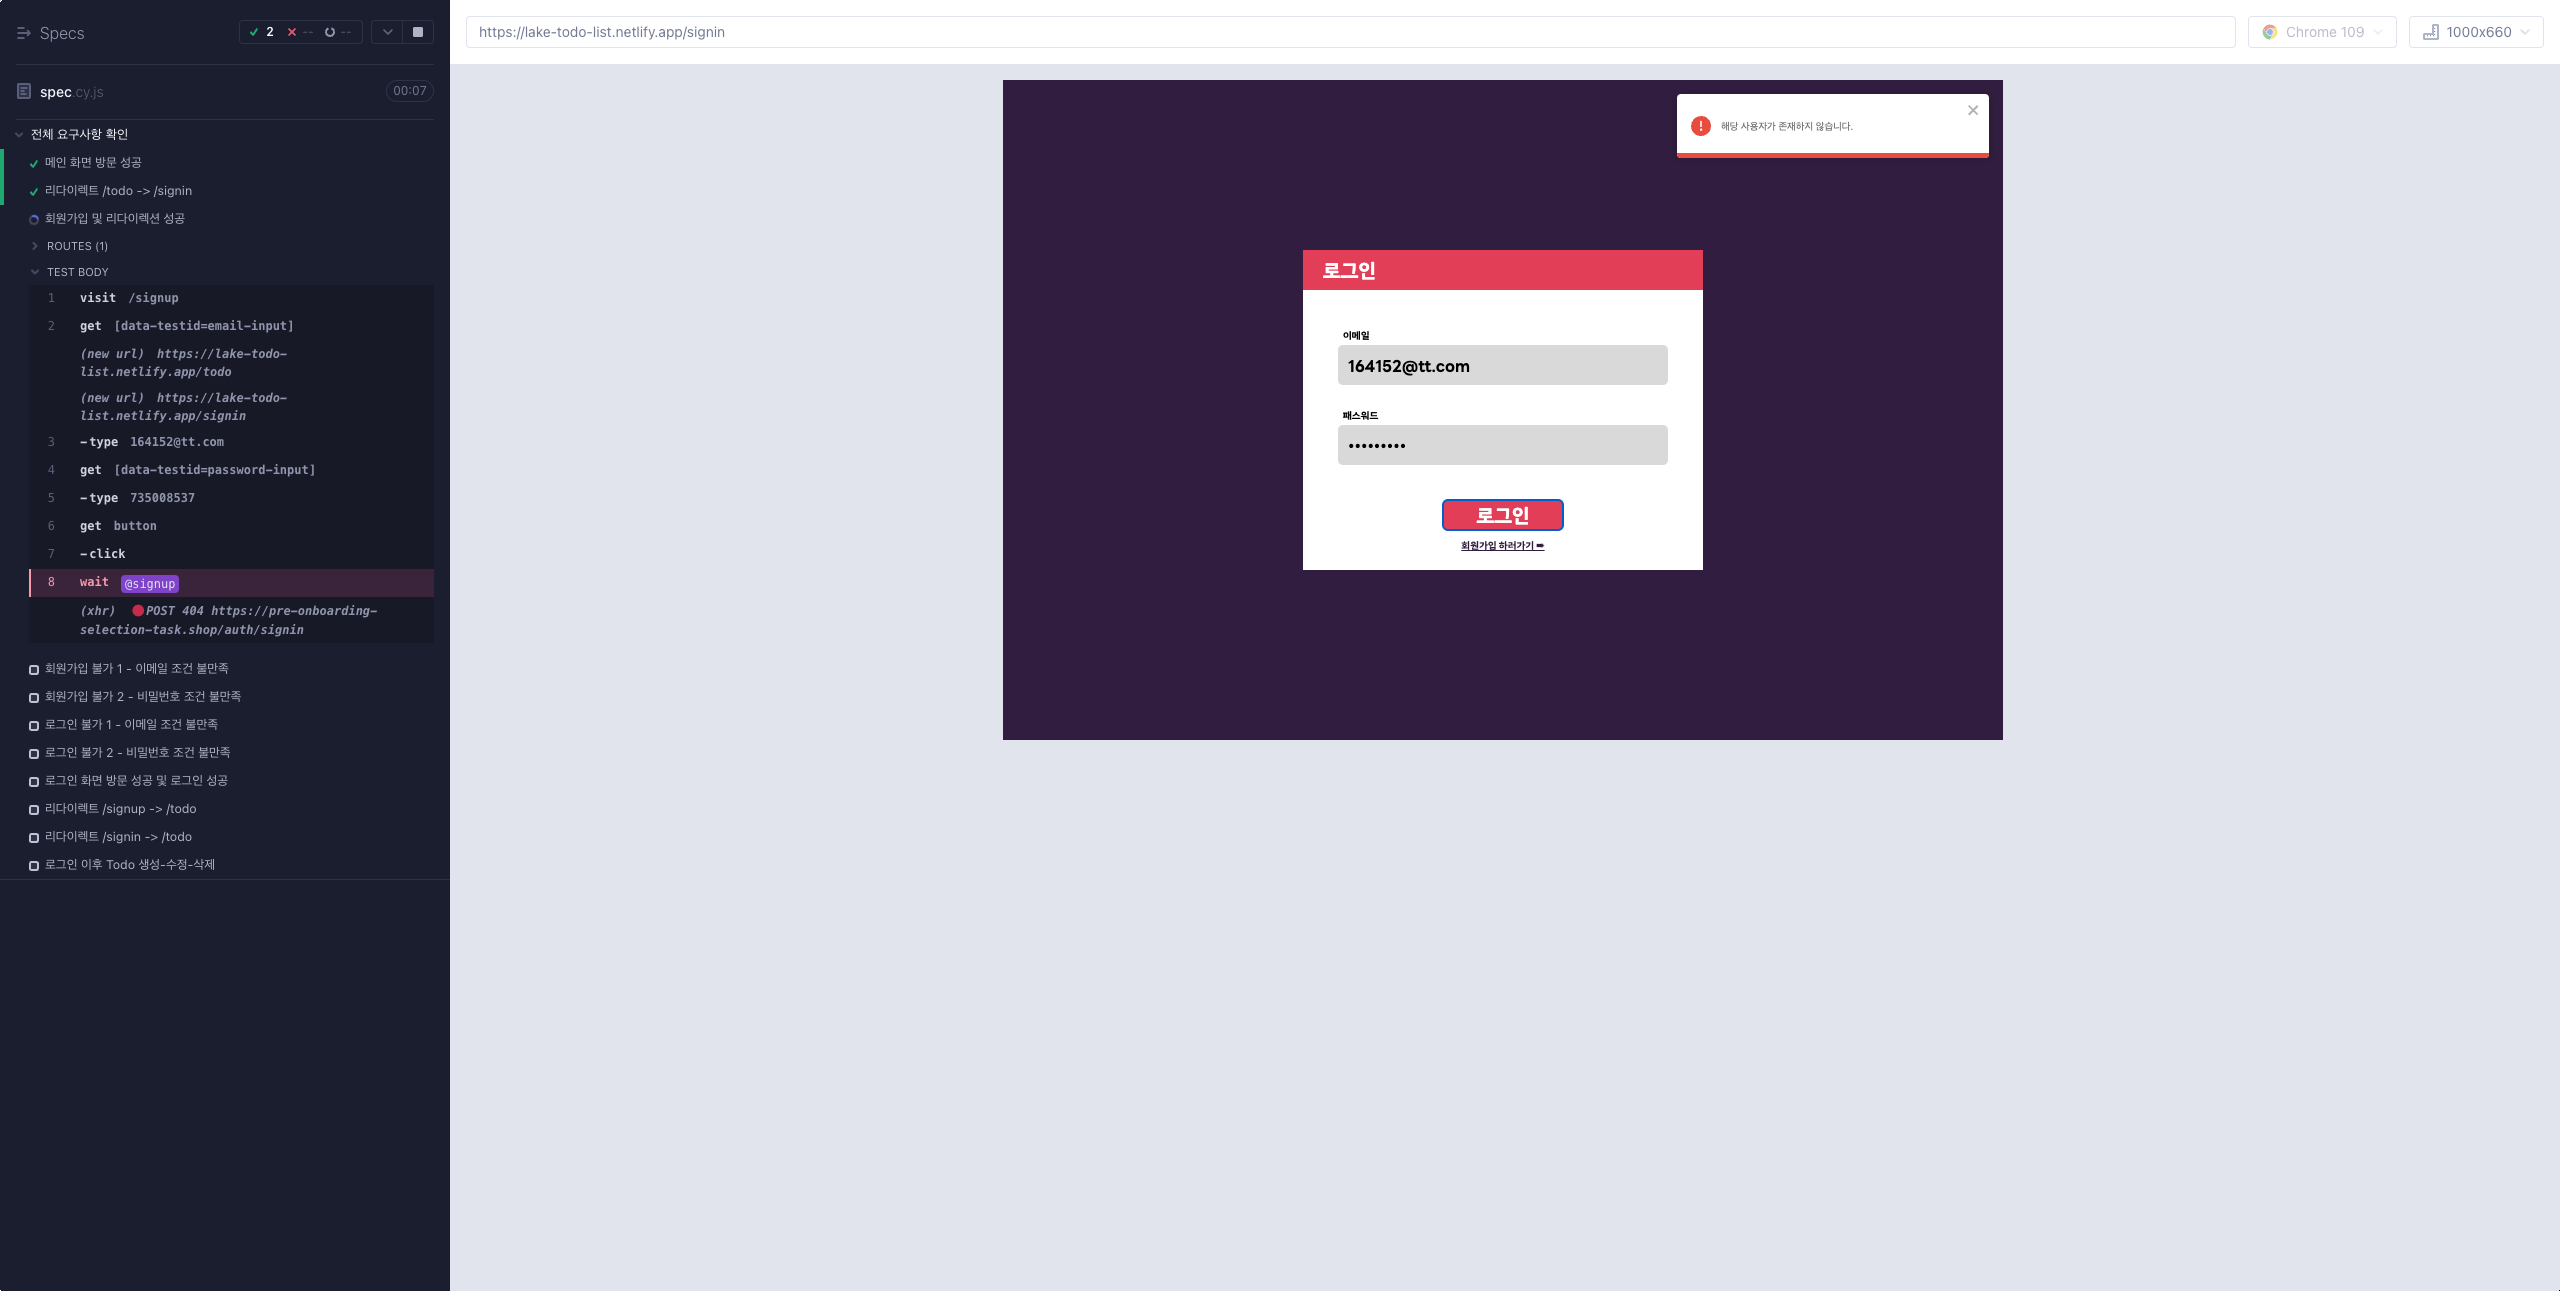 Specs
2 -- --
https://lake-todo-list.netlify.app/signin
Chrome 109
1000x660
spec.cy.js
00:07
전체 요구사항 확인
메인 화면 방문 성공
리다이렉트 /todo -> /signin
회원가입 및 리다이렉션 성공
ROUTES (1)
TEST BODY
1 visit /signup
2 get [data-testid=email-input]
(new url) https://lake-todo-
list.netlify.app/todo
(new url) https://lake-todo-
list.netlify.app/signin
3 -type 164152@tt.com
4 get [data-testid=password-input]
5 -type 735008537
6 get button
7 -click
8 wait @signup
(xhr) POST 404 https://pre-onboarding-
selection-task.shop/auth/signin
회원가입 불가 1 - 이메일 조건 불만족
회원가입 불가 2 - 비밀번호 조건 불만족
로그인 불가 1 - 이메일 조건 불만족
로그인 불가 2 - 비밀번호 조건 불만족
로그인 화면 방문 성공 및 로그인 성공
리다이렉트 /signup -> /todo
리다이렉트 /signin -> /todo
로그인 이후 Todo 생성-수정-삭제
해당 사용자가 존재하지 않습니다.
로그인
이메일
164152@tt.com
패스워드
•••••••••
로그인
회원가입 하러가기 ➨